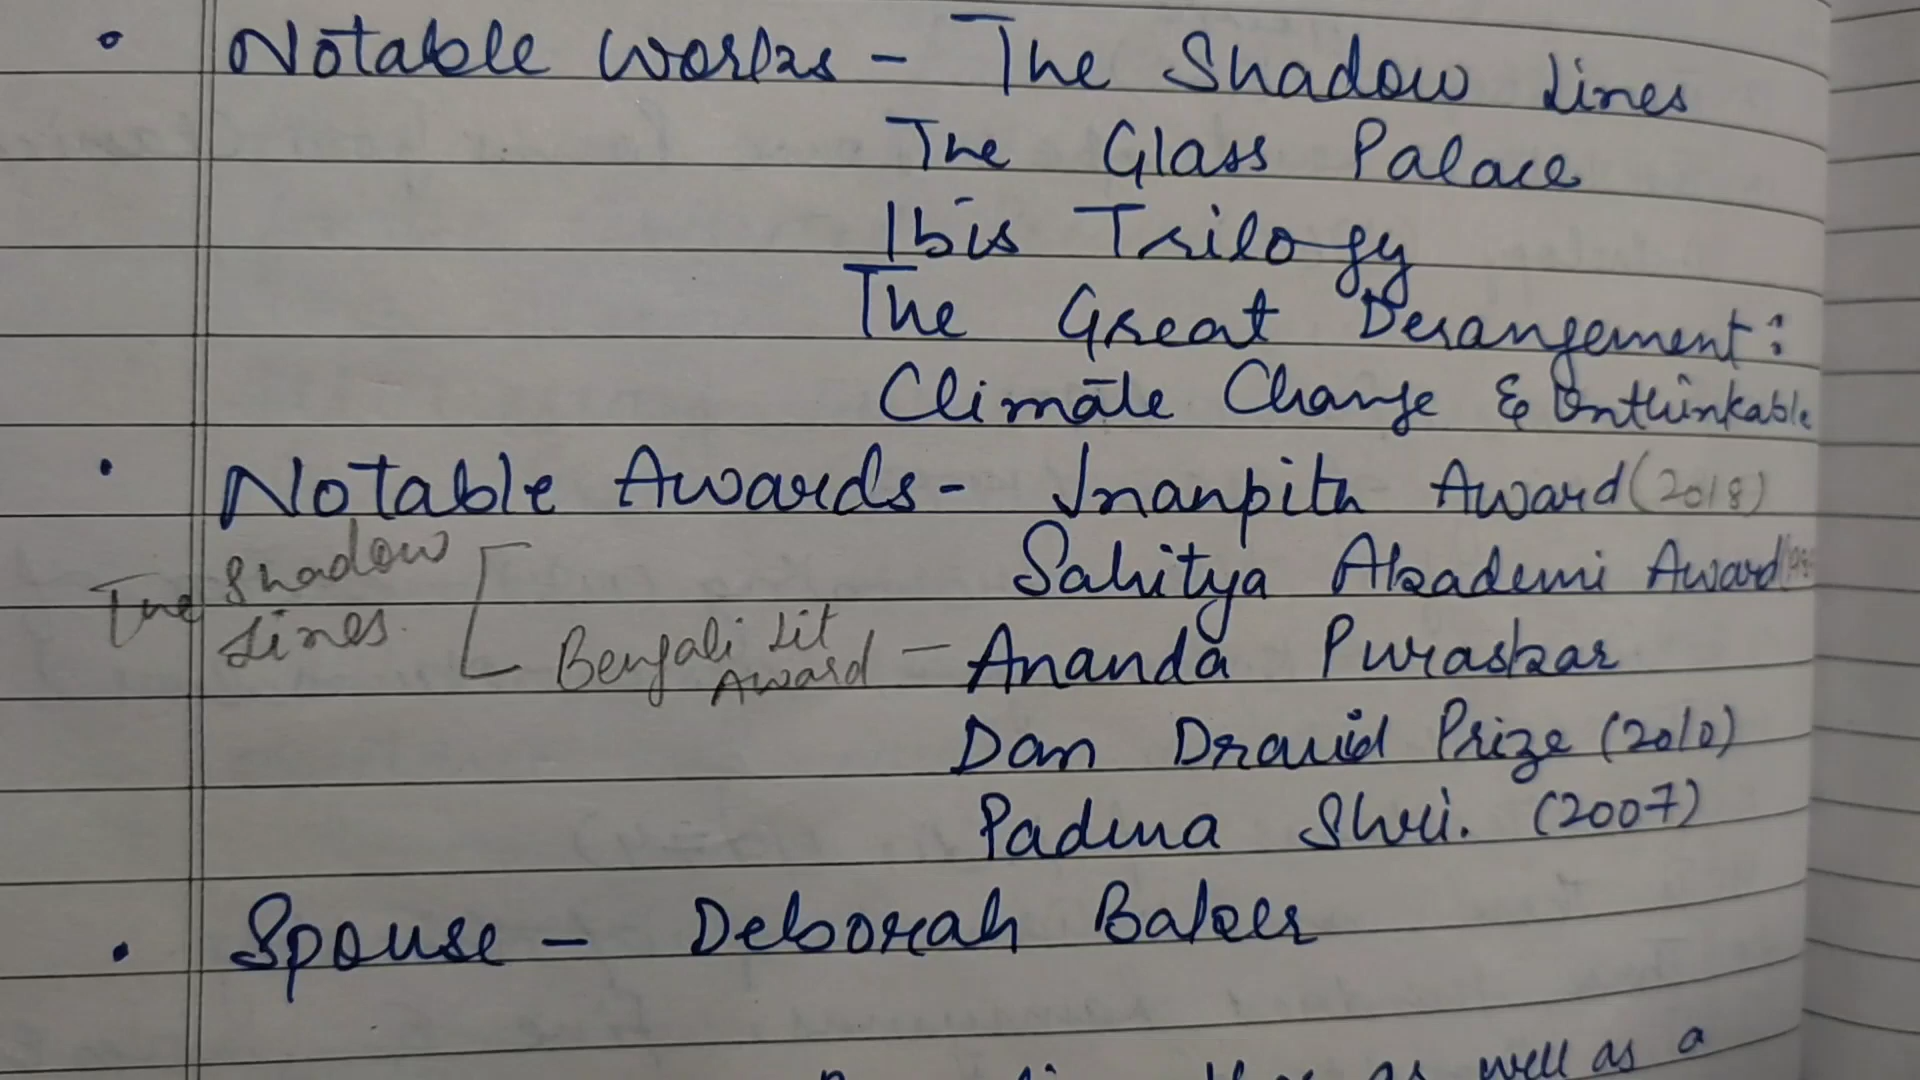 • Notable Works - The Shadow Lines
The Glass Palace
Ibis Trilogy
The Great Derangement:
Climate Change & Unthinkable
• Notable Awards - Jnanpith Award (2018)
The Shadow Lines [ Sahitya Akademi Award
Bengali Lit Award - Ananda Puraskar
Dan Dravid Prize (2010)
Padma Shri. (2007)
• Spouse - Deborah Baker
as well as a